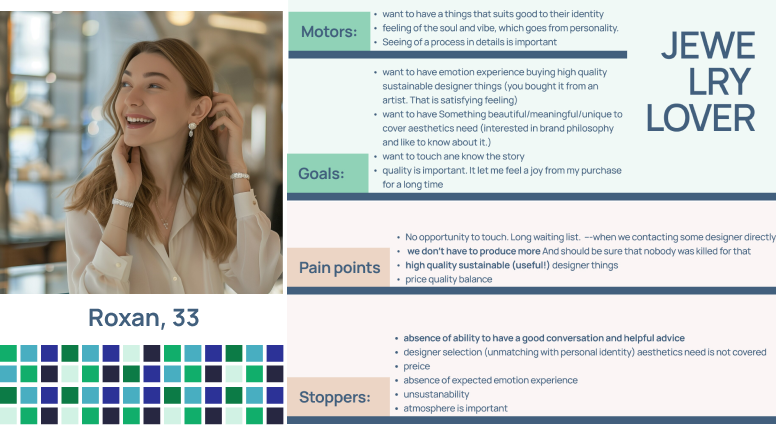 Motors:
• want to have a things that suits good to their identity
• feeling of the soul and vibe, which goes from personality.
• Seeing of a process in details is important
JEWE
LRY
LOVER
• want to have emotion experience buying high quality
sustainable designer things (you bought it from an
artist. That is satisfying feeling)
• want to have Something beautiful/meaningful/unique to
cover aesthetics need (interested in brand philosophy
and like to know about it.)
• want to touch ane know the story
• quality is important. It let me feel a joy from my purchase
for a long time
Goals:
• No opportunity to touch. Long waiting list. –-when we contacting some designer directly
• we don't have to produce more And should be sure that nobody was killed for that
• high quality sustainable (useful!) designer things
• price quality balance
Pain points
Roxan, 33
• absence of ability to have a good conversation and helpful advice
• designer selection (unmatching with personal identity) aesthetics need is not covered
• preice
• absence of expected emotion experience
• unsustanability
• atmosphere is important
Stoppers: